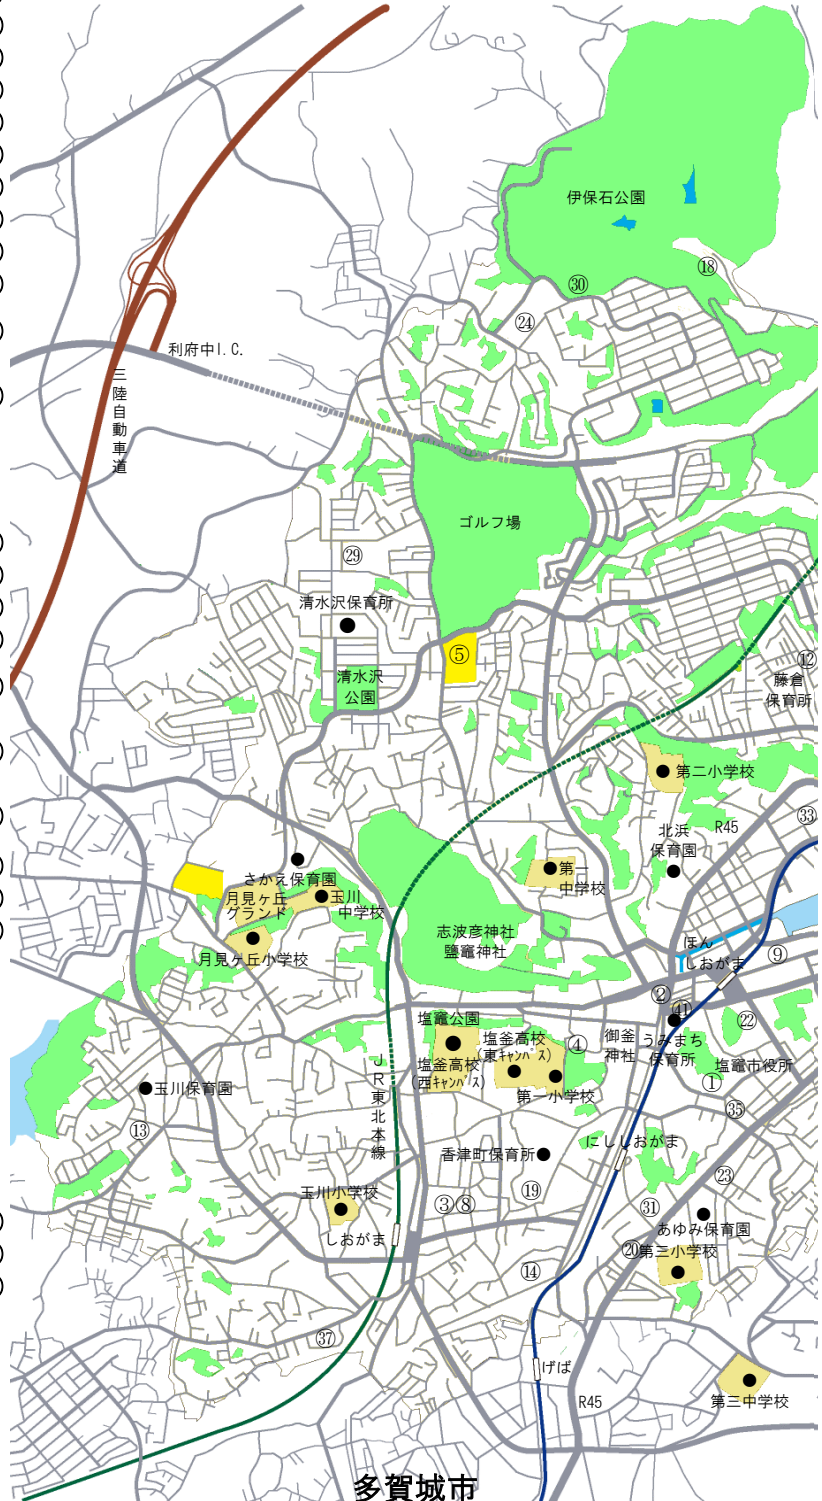 伊保石公園
⑱
㉚
㉔
利府中I.C.
三陸自動車道
ゴルフ場
㉙
清水沢保育所
⑤
清水沢
公園
⑫
藤倉
保育所
第二小学校
R45
㉝
北浜
保育園
さかえ保育園
第一
中学校
月見ヶ丘
グランド
玉川
中学校
志波彦神社
鹽竈神社
ほん
しおがま
⑨
月見ヶ丘小学校
②
㊶
㉒
塩竈公園
塩釜高校
(東キャンパス)
④
御釜
神社
うみまち
保育所
塩竈市役所
塩釜高校
(西キャンパス)
第一小学校
①
JR東北本線
玉川保育園
㉟
⑬
にししおがま
香津町保育所
㉓
玉川小学校
③⑧
⑲
㉛
あゆみ保育園
しおがま
⑳
第三小学校
⑭
㊲
げば
R45
第三中学校
多賀城市